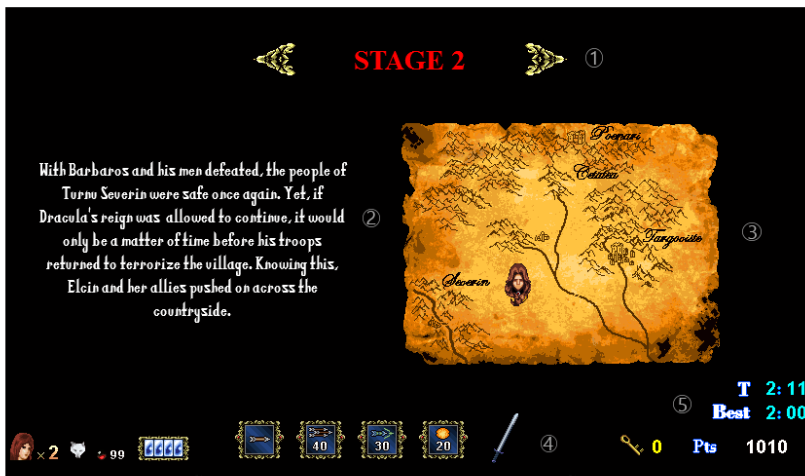 STAGE 2
①
With Barbaros and his men defeated, the people of
Turnu Severin were safe once again. Yet, if
Dracula's reign was allowed to continue, it would
only be a matter of time before his troops
returned to terrorize the village. Knowing this,
Elcin and her allies pushed on across the
countryside.
②
Poenari
Cetatea
Targoviste
Severin
③
T 2:11
Best 2:00
⑤
×2
99
40
30
20
④
0
Pts 1010